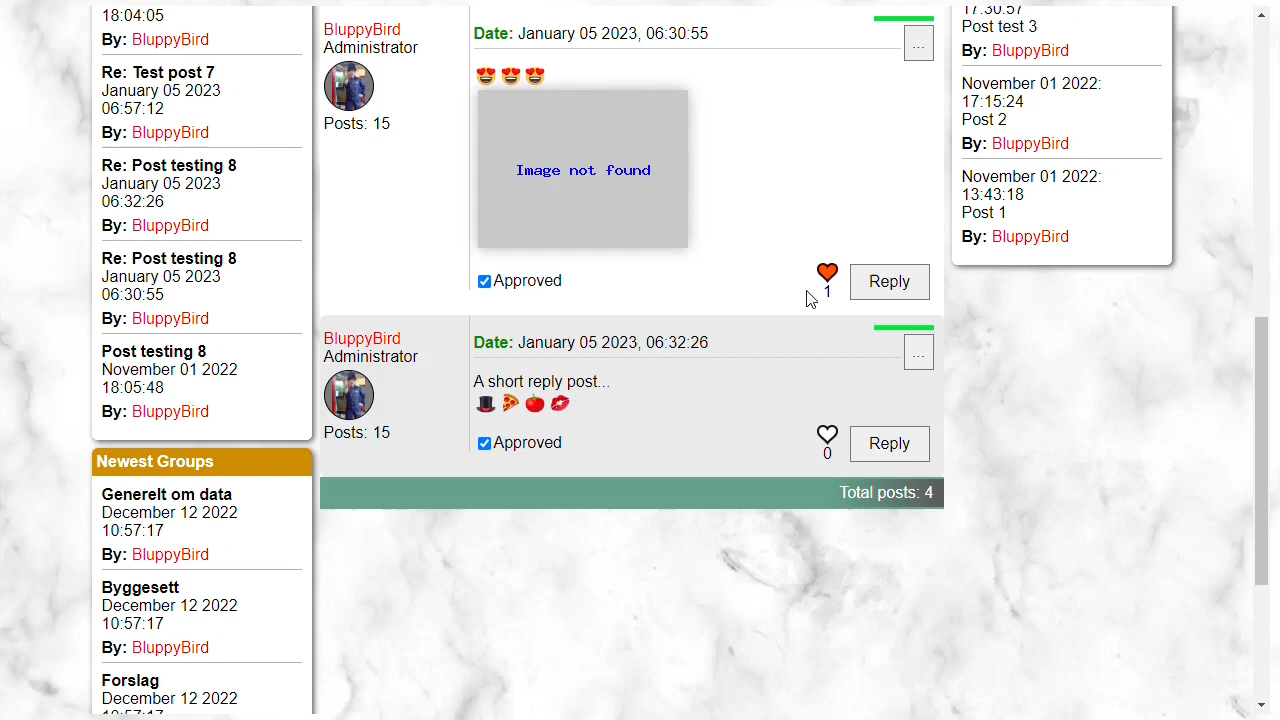 18:04:05
By: BluppyBird
Re: Test post 7
January 05 2023
06:57:12
By: BluppyBird
Re: Post testing 8
January 05 2023
06:32:26
By: BluppyBird
Re: Post testing 8
January 05 2023
06:30:55
By: BluppyBird
Post testing 8
November 01 2022
18:05:48
By: BluppyBird
Newest Groups
Generelt om data
December 12 2022
10:57:17
By: BluppyBird
Byggesett
December 12 2022
10:57:17
By: BluppyBird
Forslag
December 12 2022
10:57:17
BluppyBird
Administrator
Posts: 15
Date: January 05 2023, 06:30:55
...
😍 😍 😍
Image not found
Approved
1
Reply
BluppyBird
Administrator
Posts: 15
Date: January 05 2023, 06:32:26
...
A short reply post...
🎩 🍕 🍅 💋
Approved
0
Reply
Total posts: 4
17:30:57
Post test 3
By: BluppyBird
November 01 2022:
17:15:24
Post 2
By: BluppyBird
November 01 2022:
13:43:18
Post 1
By: BluppyBird